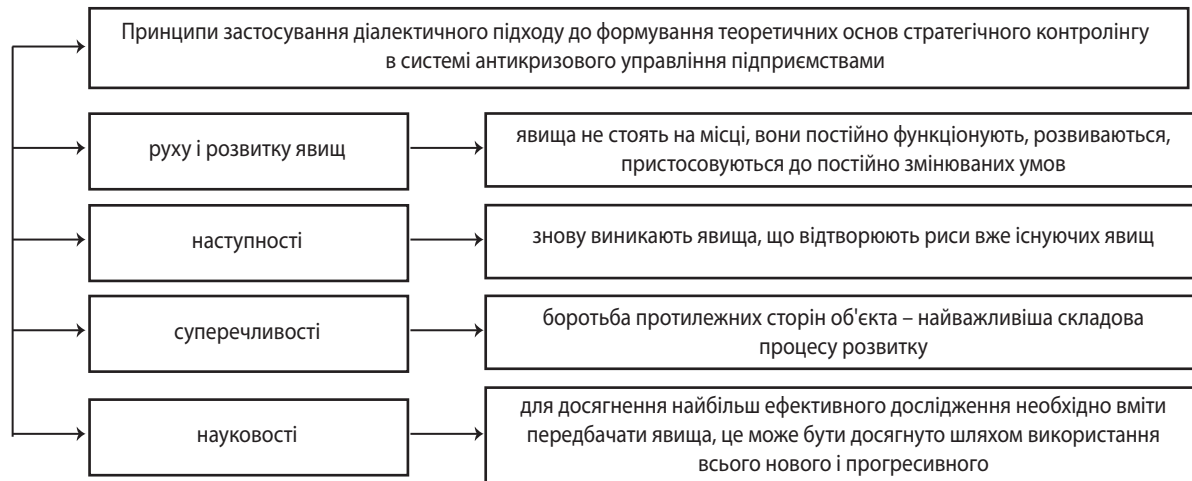 Принципи застосування діалектичного підходу до формування теоретичних основ стратегічного контролінгу
в системі антикризового управління підприємствами
руху і розвитку явищ
явища не стоять на місці, вони постійно функціонують, розвиваються,
пристосовуються до постійно змінюваних умов
наступності
знову виникають явища, що відтворюють риси вже існуючих явищ
суперечливості
боротьба протилежних сторін об'єкта – найважливіша складова
процесу розвитку
науковості
для досягнення найбільш ефективного дослідження необхідно вміти
передбачати явища, це може бути досягнуто шляхом використання
всього нового і прогресивного